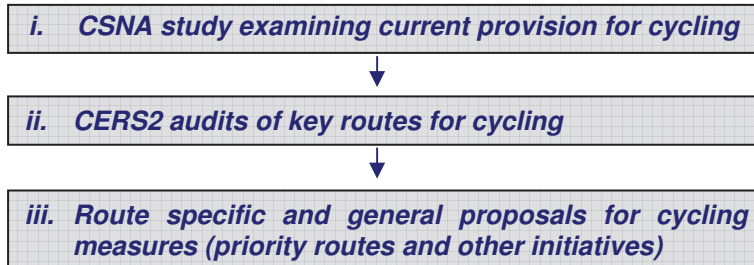 i. CSNA study examining current provision for cycling
ii. CERS2 audits of key routes for cycling
iii. Route specific and general proposals for cycling
measures (priority routes and other initiatives)